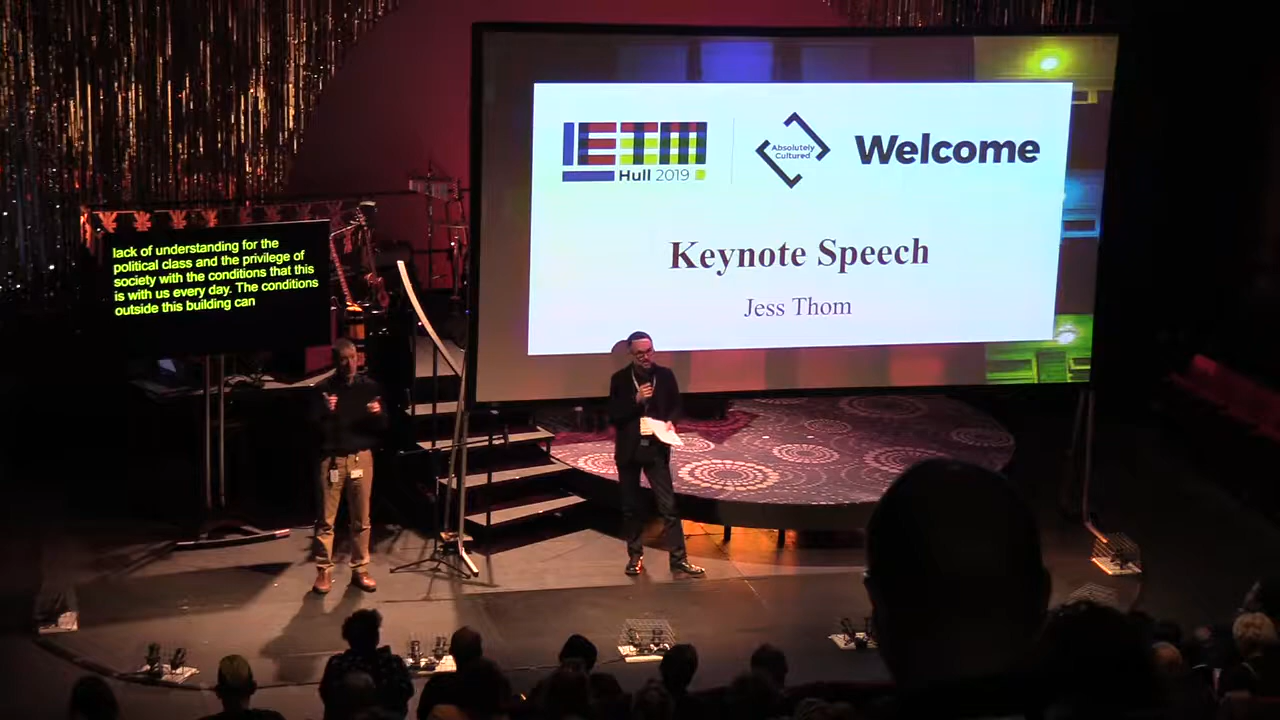 lack of understanding for the
political class and the privilege of
society with the conditions that this
is with us every day. The conditions
outside this building can
IETM
Hull 2019
Absolutely
Cultured
Welcome
Keynote Speech
Jess Thom